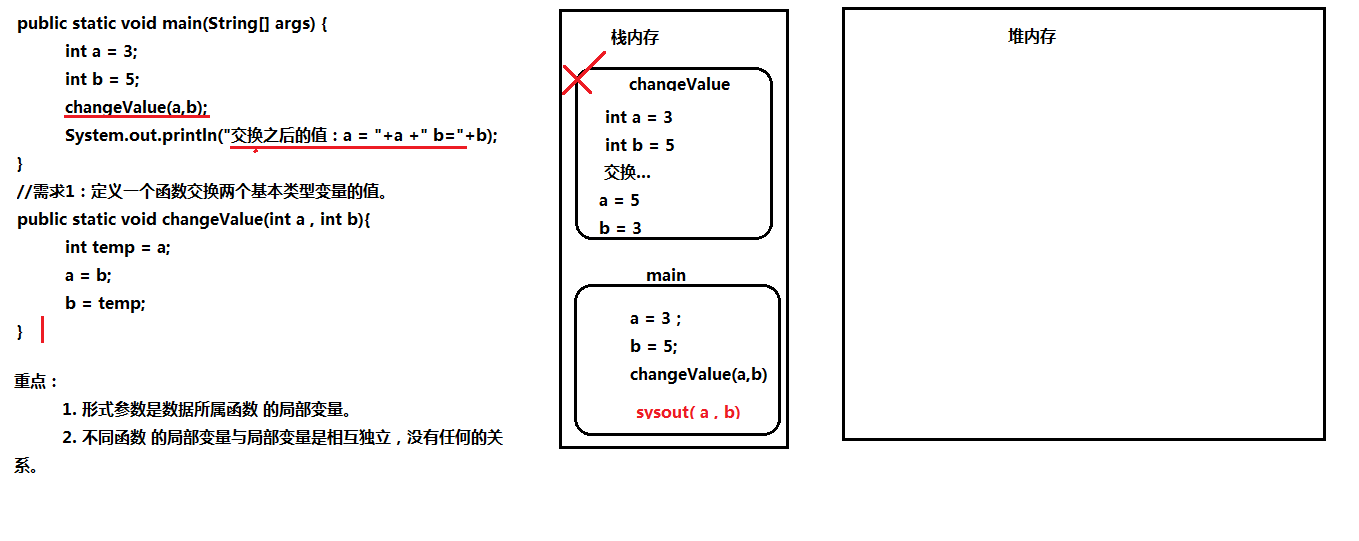 public static void main(String[] args) {
int a = 3;
int b = 5;
changeValue(a,b);
System.out.println("交换之后的值：a = "+a +" b="+b);
}
//需求1：定义一个函数交换两个基本类型变量的值。
public static void changeValue(int a , int b){
int temp = a;
a = b;
b = temp;
}
重点：
1. 形式参数是数据所属函数 的局部变量。
2. 不同函数 的局部变量与局部变量是相互独立，没有任何的关
系。
栈内存
changeValue
int a = 3
int b = 5
交换...
a = 5
b = 3
main
a = 3 ;
b = 5;
changeValue(a,b)
sysout( a , b)
堆内存